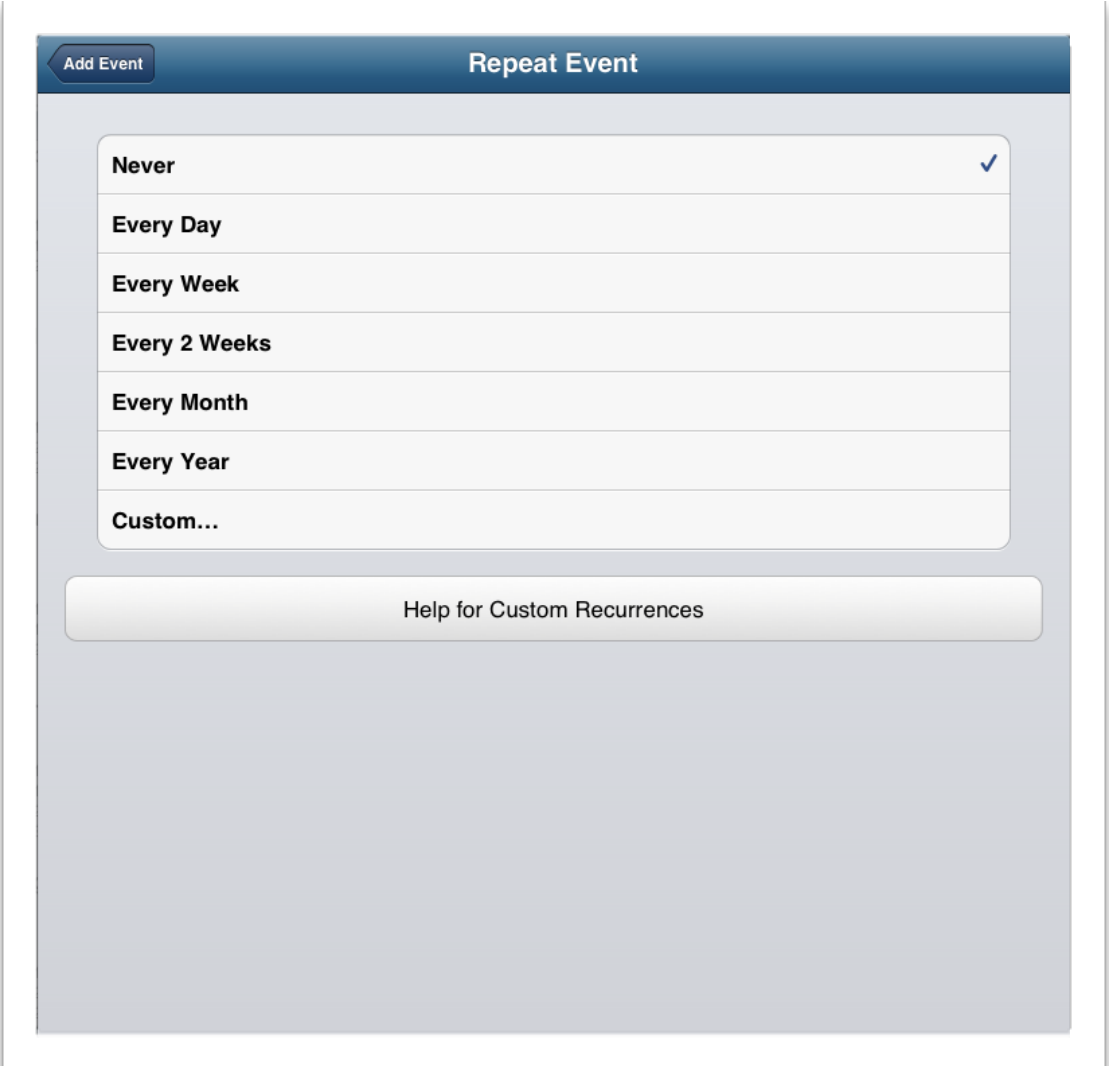 Add Event
Repeat Event
Never
Every Day
Every Week
Every 2 Weeks
Every Month
Every Year
Custom...
Help for Custom Recurrences